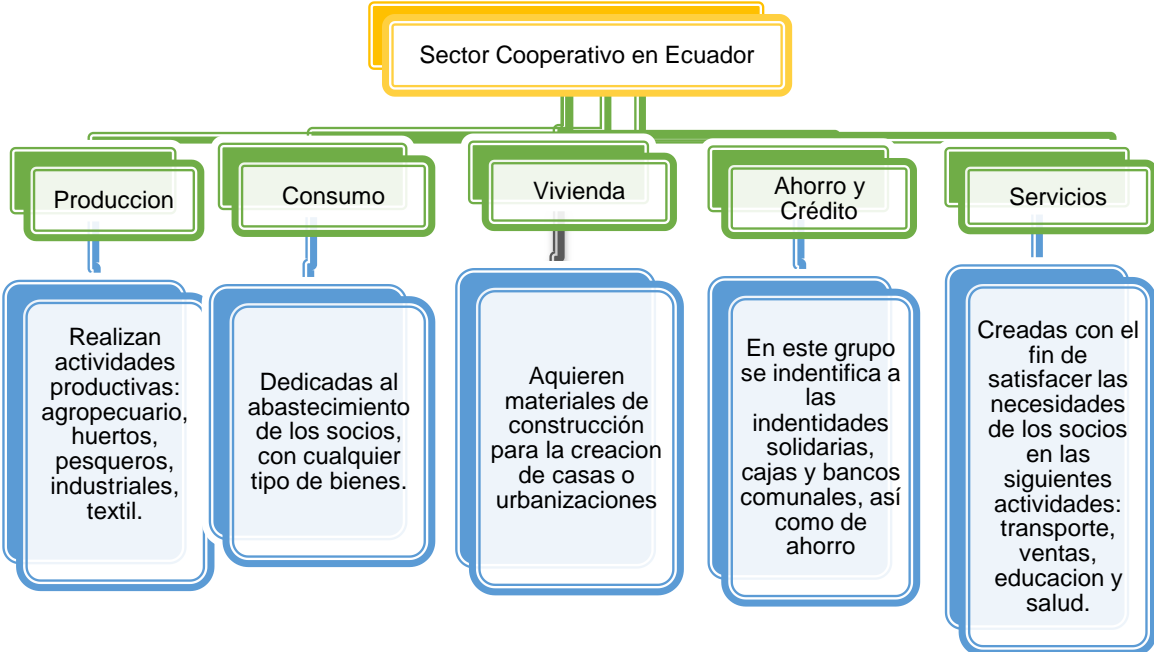 Sector Cooperativo en Ecuador
Produccion
Consumo
Vivienda
Ahorro y
Crédito
Servicios
Realizan
actividades
productivas:
agropecuario,
huertos,
pesqueros,
industriales,
textil.
Dedicadas al
abastecimiento
de los socios,
con cualquier
tipo de bienes.
Aquieren
materiales de
construcción
para la creacion
de casas o
urbanizaciones
En este grupo
se indentifica a
las
indentidades
solidarias,
cajas y bancos
comunales, así
como de
ahorro
Creadas con el
fin de
satisfacer las
necesidades
de los socios
en las
siguientes
actividades:
transporte,
ventas,
educacion y
salud.